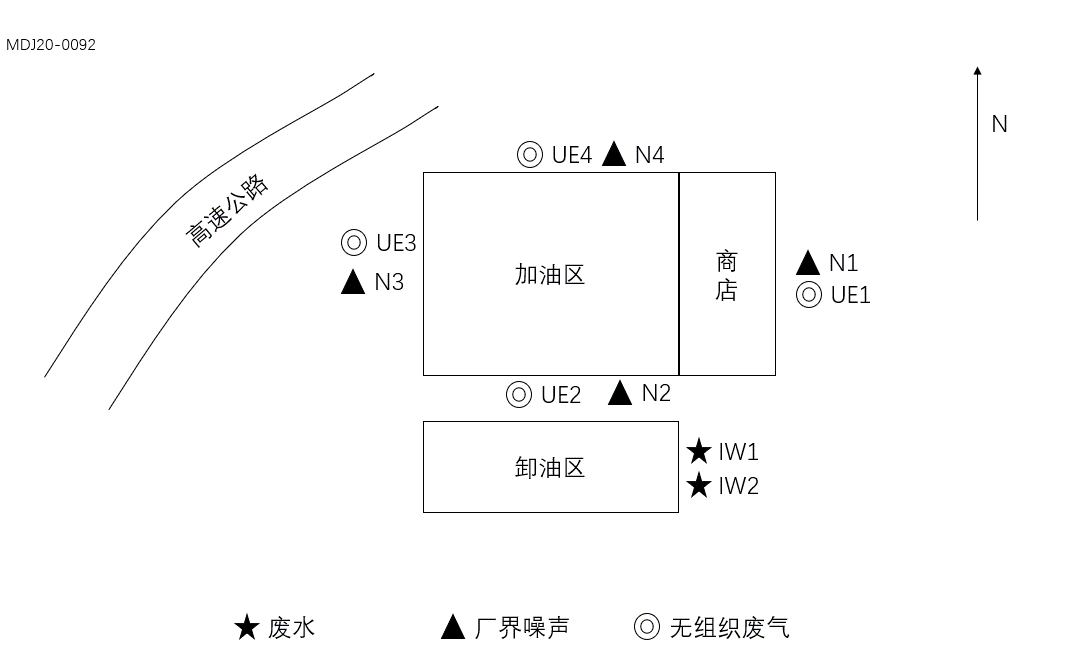 MDJ20-0092
N
UE4 N4
高速公路
UE3
N3
加油区
商店
N1
UE1
UE2 N2
卸油区
IW1
IW2
废水 厂界噪声 无组织废气